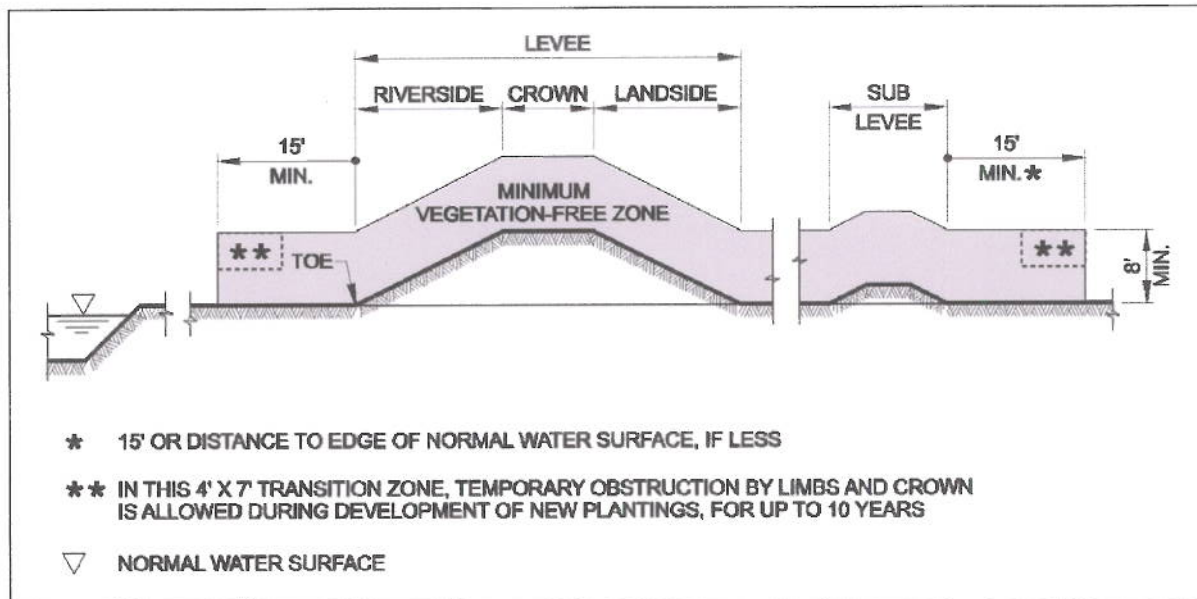 LEVEE
RIVERSIDE CROWN LANDSIDE
SUB
LEVEE
15'
MIN.
15'
MIN.*
MINIMUM
VEGETATION-FREE ZONE
**
TOE
**
8'
MIN.
* 15' OR DISTANCE TO EDGE OF NORMAL WATER SURFACE, IF LESS
** IN THIS 4' X 7' TRANSITION ZONE, TEMPORARY OBSTRUCTION BY LIMBS AND CROWN
IS ALLOWED DURING DEVELOPMENT OF NEW PLANTINGS, FOR UP TO 10 YEARS
▽ NORMAL WATER SURFACE